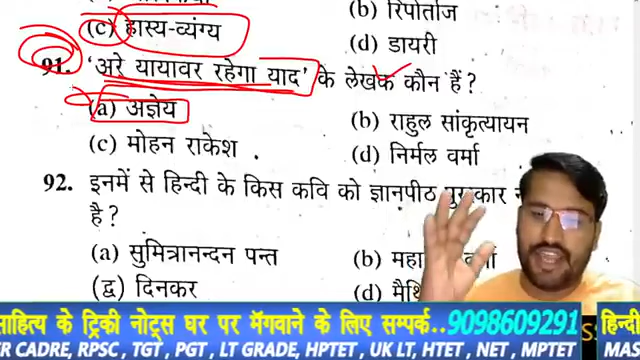 (c) हास्य-व्यंग्य
(b) रिपोर्ताज
(d) डायरी
91. 'अरे यायावर रहेगा याद' के लेखक कौन हैं?
(a) अज्ञेय
(b) राहुल सांकृत्यायन
(c) मोहन राकेश
(d) निर्मल वर्मा
92. इनमें से हिन्दी के किस कवि को ज्ञानपीठ
है?
(a) सुमित्रानन्दन पन्त
(b)
(द्व) दिनकर
(d)
साहित्य के ट्रिकी नोट्स घर पर मॅगवाने के लिए सम्पर्क..9098609291
हिन्दी
CADRE, RPSC , TGT , PGT , LT GRADE, HPTET , UK LT, HTET , NET , MPTET